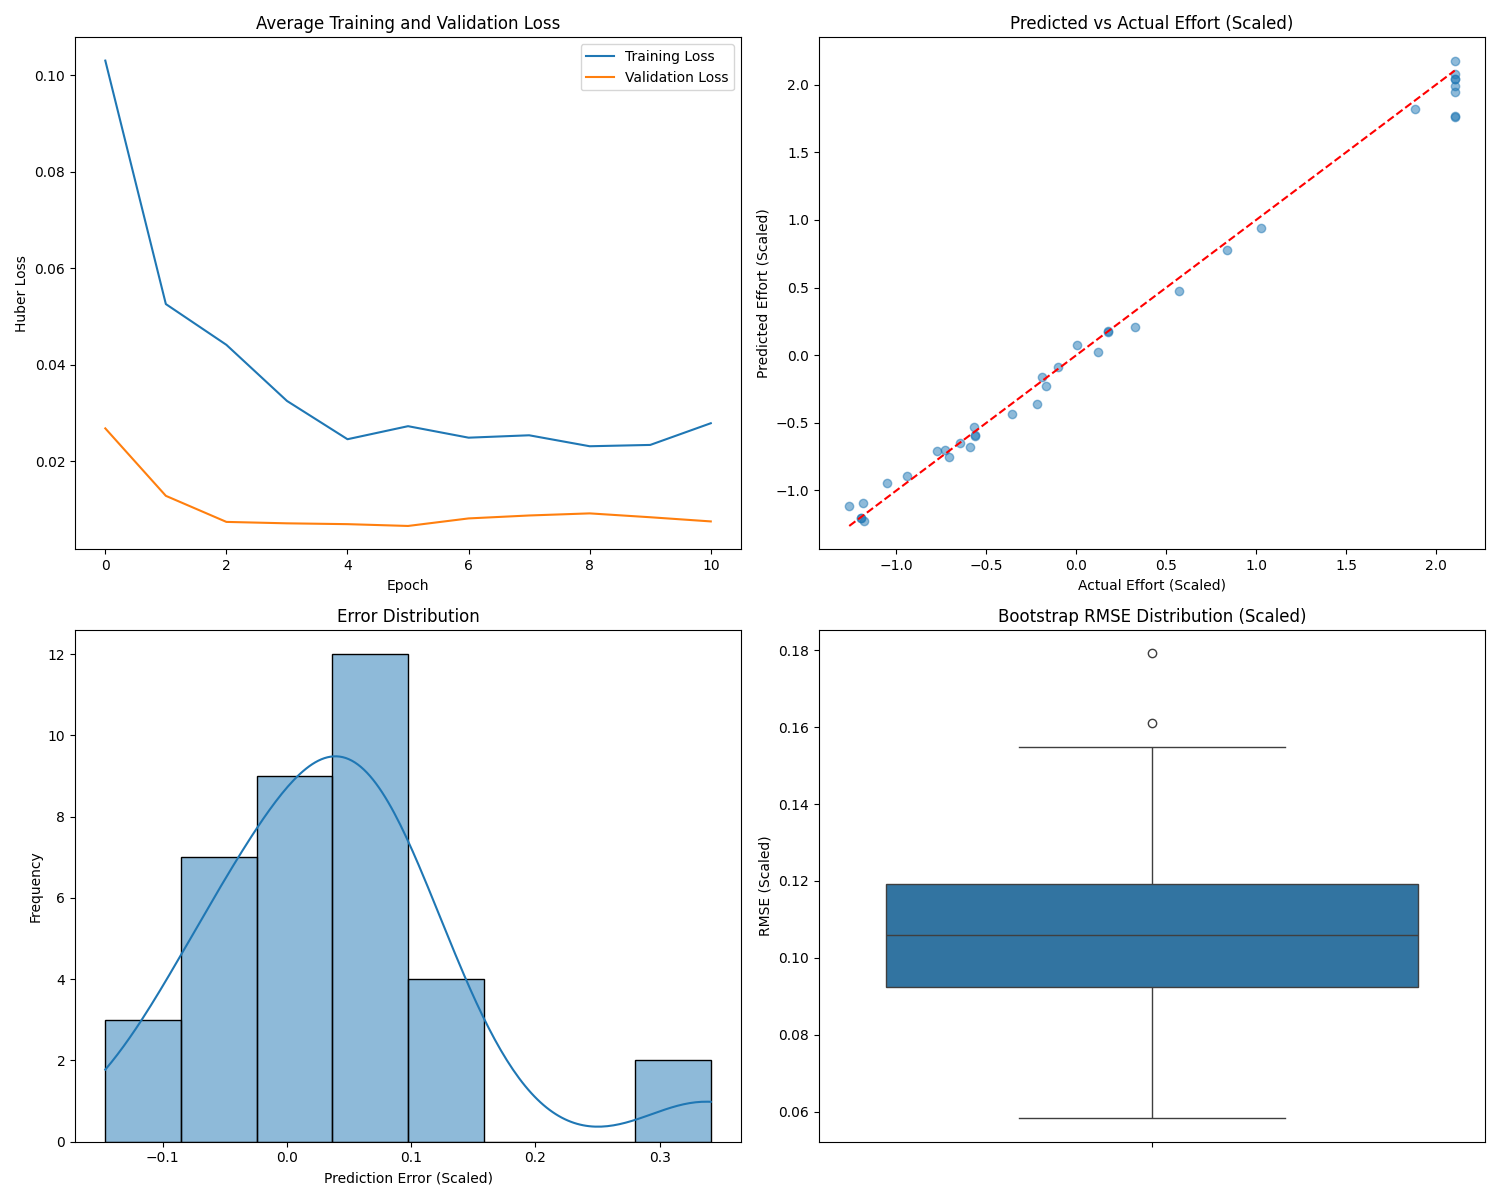 Average Training and Validation Loss
Training Loss
Validation Loss
0.10
0.08
0.06
0.04
0.02
Huber Loss
0 2 4 6 8 10
Epoch
Predicted vs Actual Effort (Scaled)
2.0
1.5
1.0
0.5
0.0
−0.5
−1.0
Predicted Effort (Scaled)
−1.0 −0.5 0.0 0.5 1.0 1.5 2.0
Actual Effort (Scaled)
Error Distribution
12
10
8
6
4
2
0
Frequency
−0.1 0.0 0.1 0.2 0.3
Prediction Error (Scaled)
Bootstrap RMSE Distribution (Scaled)
0.18
0.16
0.14
0.12
0.10
0.08
0.06
RMSE (Scaled)